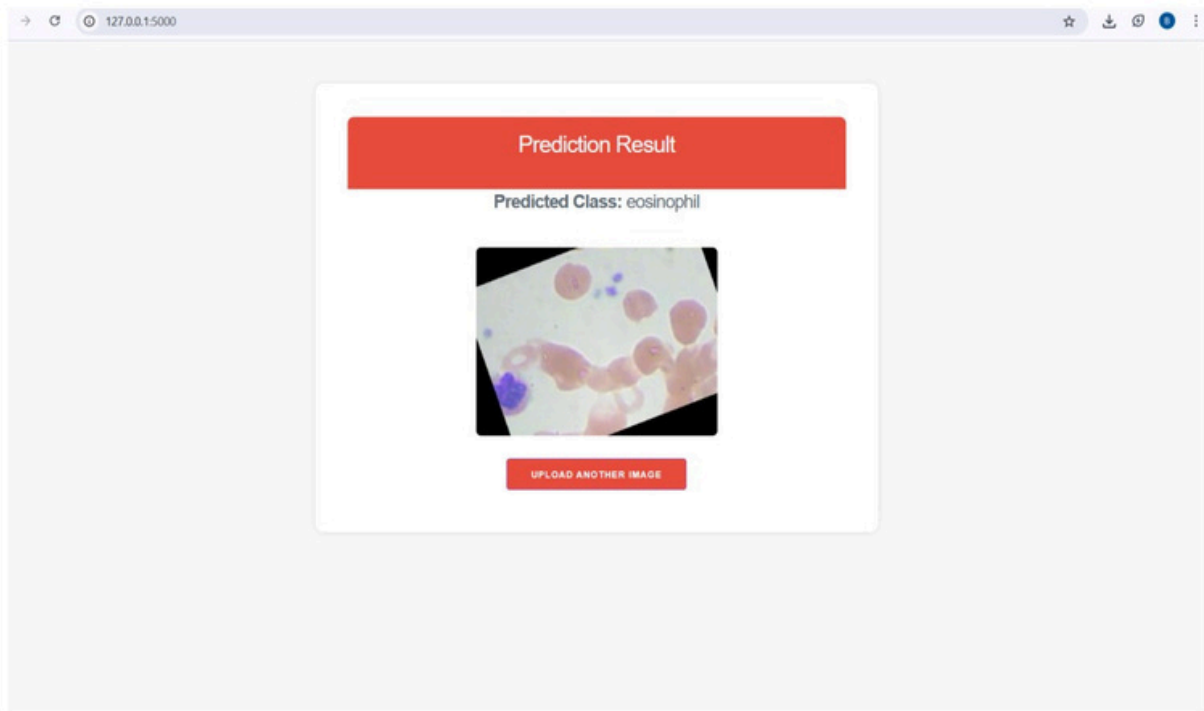 127.0.0.1:5000
Prediction Result
Predicted Class: eosinophil
UPLOAD ANOTHER IMAGE